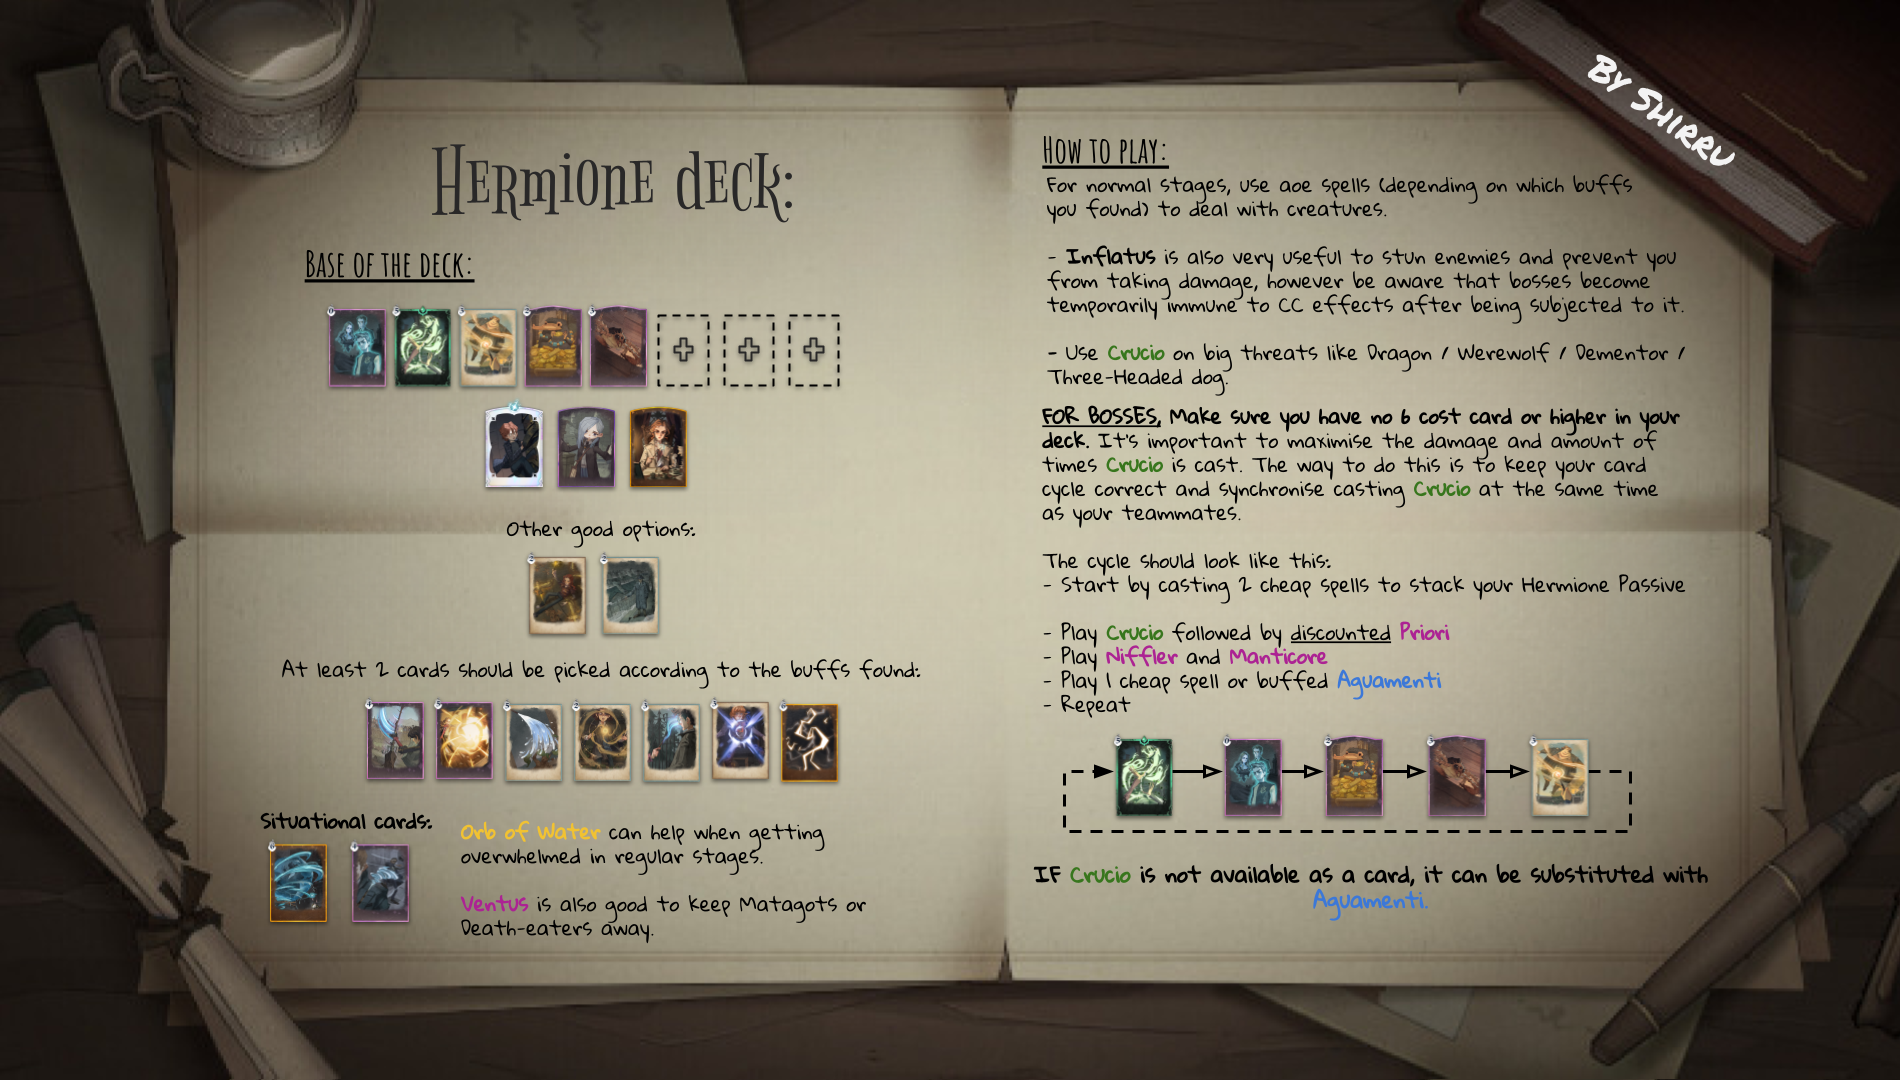 By Shirru
Hermione deck:
Base of the deck:
Other good options:
At least 2 cards should be picked according to the buffs found:
Situational cards:
Orb of Water can help when getting
overwhelmed in regular stages.
Ventus is also good to keep Matagots or
Death-eaters away.
How to play:
For normal stages, use aoe spells (depending on which buffs
you found) to deal with creatures.
- Inflatus is also very useful to stun enemies and prevent you
from taking damage, however be aware that bosses become
temporarily immune to CC effects after being subjected to it.
- Use Crucio on big threats like Dragon / Werewolf / Dementor /
Three-Headed dog.
FOR BOSSES, Make sure you have no 6 cost card or higher in your
deck. It's important to maximise the damage and amount of
times Crucio is cast. The way to do this is to keep your card
cycle correct and synchronise casting Crucio at the same time
as your teammates.
The cycle should look like this:
- Start by casting 2 cheap spells to stack your Hermione Passive
- Play Crucio followed by discounted Priori
- Play Niffler and Manticore
- Play 1 cheap spell or buffed Aguamenti
- Repeat
IF Crucio is not available as a card, it can be substituted with
Aguamenti.